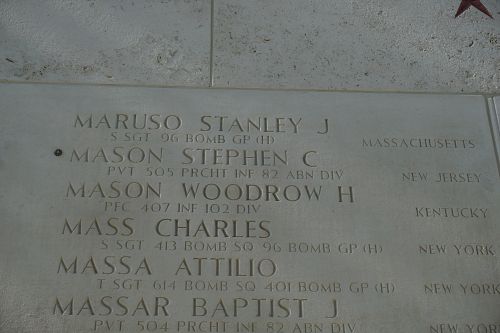 MARUSO STANLEY J
S SGT 96 BOMB GP (H) MASSACHUSETTS
MASON STEPHEN C
PVT 505 PRCHT INF 82 ABN DIV NEW JERSEY
MASON WOODROW H
PFC 407 INF 102 DIV KENTUCKY
MASS CHARLES
S SGT 413 BOMB SQ 96 BOMB GP (H) NEW YORK
MASSA ATTILIO
T SGT 614 BOMB SQ 401 BOMB GP (H) NEW YORK
MASSAR BAPTIST J
PVT 504 PRCHT INF 82 ABN DIV NEW YORK